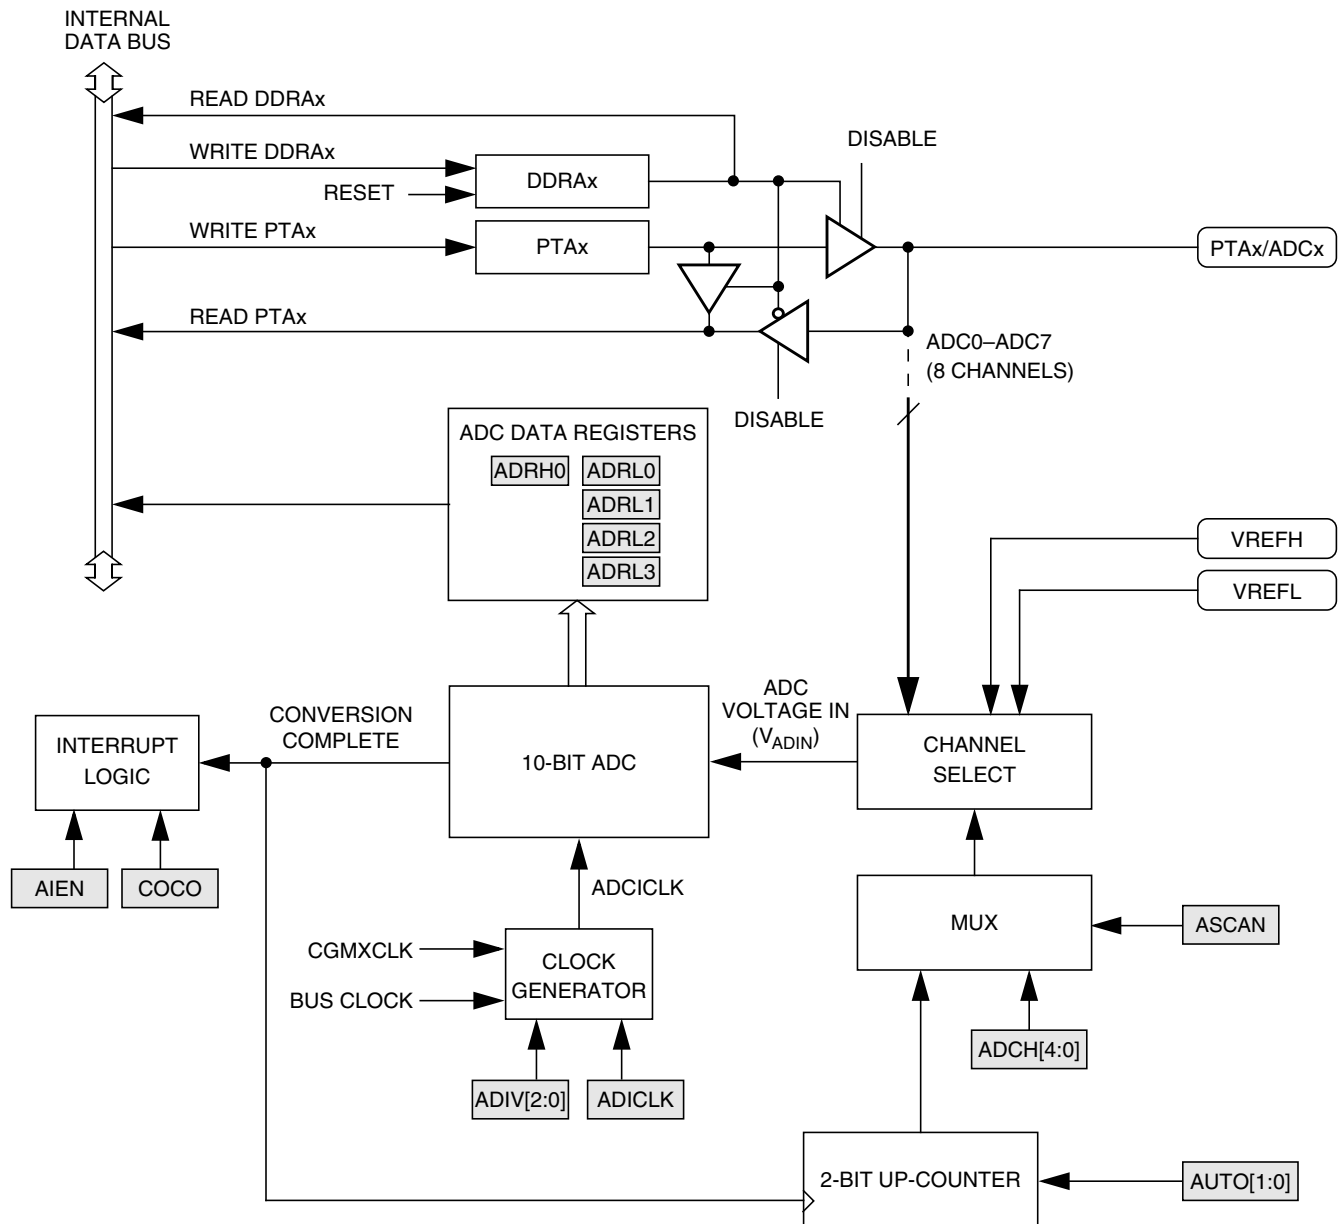 INTERNAL
DATA BUS
READ DDRAx
WRITE DDRAx
DISABLE
DDRAx
RESET
WRITE PTAx
PTAx
PTAx/ADCx
READ PTAx
ADC0–ADC7
(8 CHANNELS)
DISABLE
ADC DATA REGISTERS
ADRH0 ADRL0
ADRL1
ADRL2
ADRL3
VREFH
VREFL
ADC
VOLTAGE IN
(VADIN)
CONVERSION
COMPLETE
INTERRUPT
LOGIC
10-BIT ADC
CHANNEL
SELECT
AIEN
COCO
ADCICLK
MUX
ASCAN
CGMXCLK
CLOCK
GENERATOR
BUS CLOCK
ADCH[4:0]
ADIV[2:0]
ADICLK
2-BIT UP-COUNTER
AUTO[1:0]